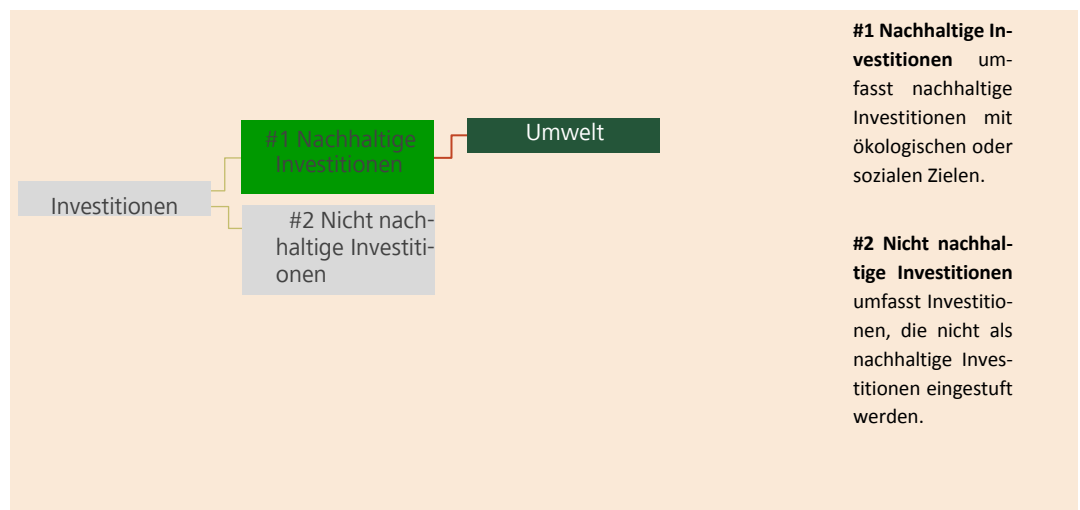 Investitionen
#1 Nachhaltige
Investitionen
Umwelt
#2 Nicht nach-
haltige Investiti-
onen
#1 Nachhaltige In-
vestitionen um-
fasst nachhaltige
Investitionen mit
ökologischen oder
sozialen Zielen.
#2 Nicht nachhal-
tige Investitionen
umfasst Investitio-
nen, die nicht als
nachhaltige Inves-
titionen eingestuft
werden.